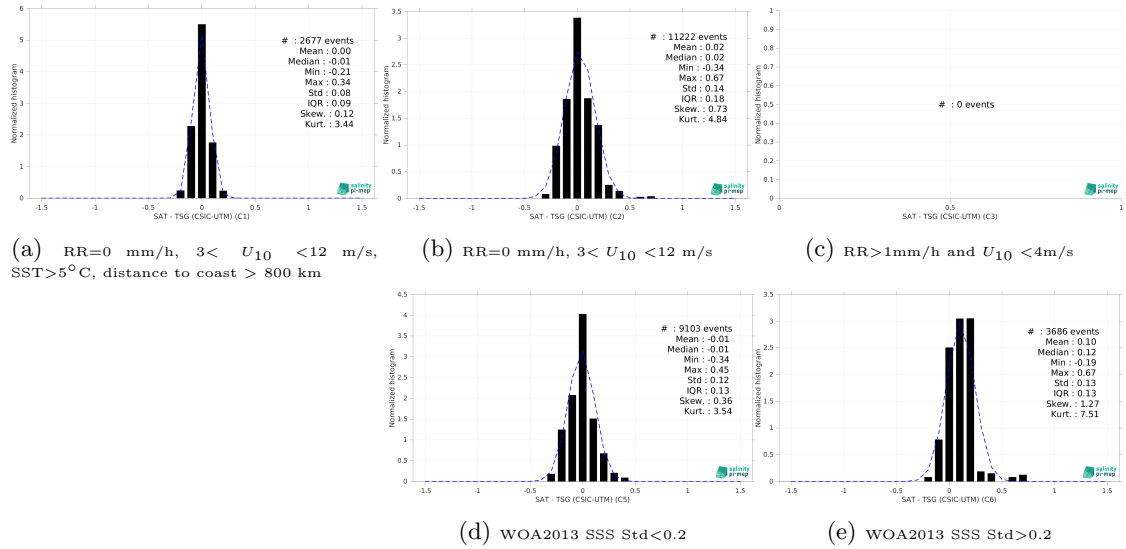 6
5
4
3
2
1
0
Normalized histogram
# : 2677 events
Mean : 0.00
Median : -0.01
Min : -0.21
Max : 0.34
Std : 0.08
IQR : 0.09
Skew. : 0.12
Kurt. : 3.44
salinity
pi-mep
-1.5 -1 -0.5 0 0.5 1 1.5
SAT - TSG (CSIC-UTM) (C1)
(a) RR=0 mm/h, 3< U10 <12 m/s,
SST>5°C, distance to coast > 800 km
3.5
3
2.5
2
1.5
1
0.5
0.0
Normalized histogram
# : 11222 events
Mean : 0.02
Median : 0.02
Min : -0.34
Max : 0.67
Std : 0.14
IQR : 0.18
Skew. : 0.73
Kurt. : 4.84
salinity
pi-mep
-1.5 -1 -0.5 0 0.5 1 1.5
SAT - TSG (CSIC-UTM) (C2)
(b) RR=0 mm/h, 3< U10 <12 m/s
1
0.9
0.8
0.7
0.6
0.5
0.4
0.3
0.2
0.1
0
Normalized histogram
# : 0 events
salinity
pi-mep
0 0.5 1
SAT - TSG (CSIC-UTM) (C3)
(c) RR>1mm/h and U10 <4m/s
4.5
4
3.5
3
2.5
2
1.5
1
0.5
0
Normalized histogram
# : 9103 events
Mean : -0.01
Median : -0.01
Min : -0.34
Max : 0.45
Std : 0.12
IQR : 0.13
Skew. : 0.36
Kurt. : 3.54
salinity
pi-mep
-1.5 -1 -0.5 0 0.5 1 1.5
SAT - TSG (CSIC-UTM) (C5)
(d) WOA2013 SSS Std<0.2
3.5
3
2.5
2
1.5
1
0.5
0
Normalized histogram
# : 3686 events
Mean : 0.10
Median : 0.12
Min : -0.19
Max : 0.67
Std : 0.13
IQR : 0.13
Skew. : 1.27
Kurt. : 7.51
salinity
pi-mep
-1.5 -1 -0.5 0 0.5 1 1.5
SAT - TSG (CSIC-UTM) (C6)
(e) WOA2013 SSS Std>0.2